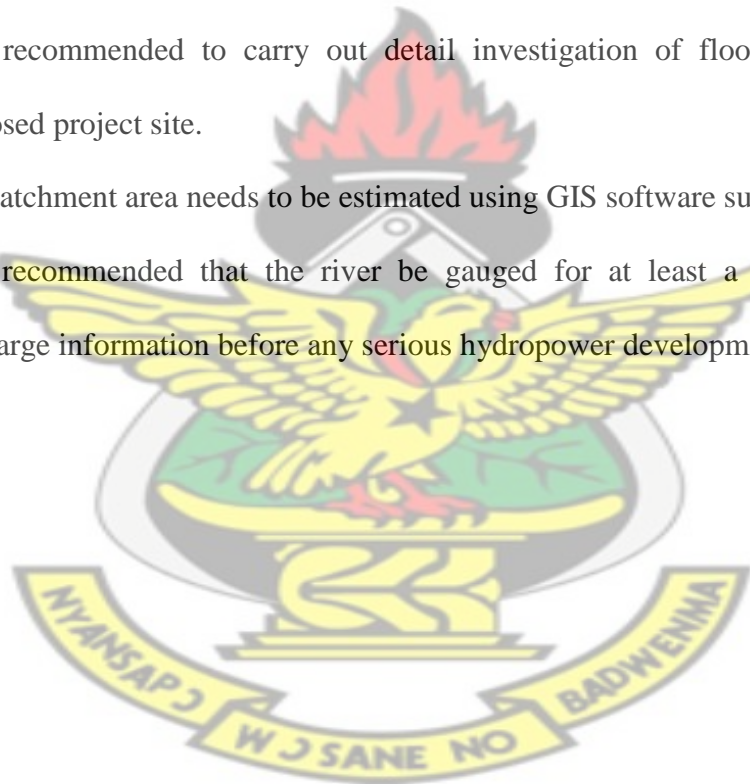 recommended to carry out detail investigation of floo
osed project site.
atchment area needs to be estimated using GIS software su
recommended that the river be gauged for at least a
arge information before any serious hydropower developm
NYANSAPƆ WƆSANE NO BADWENMA